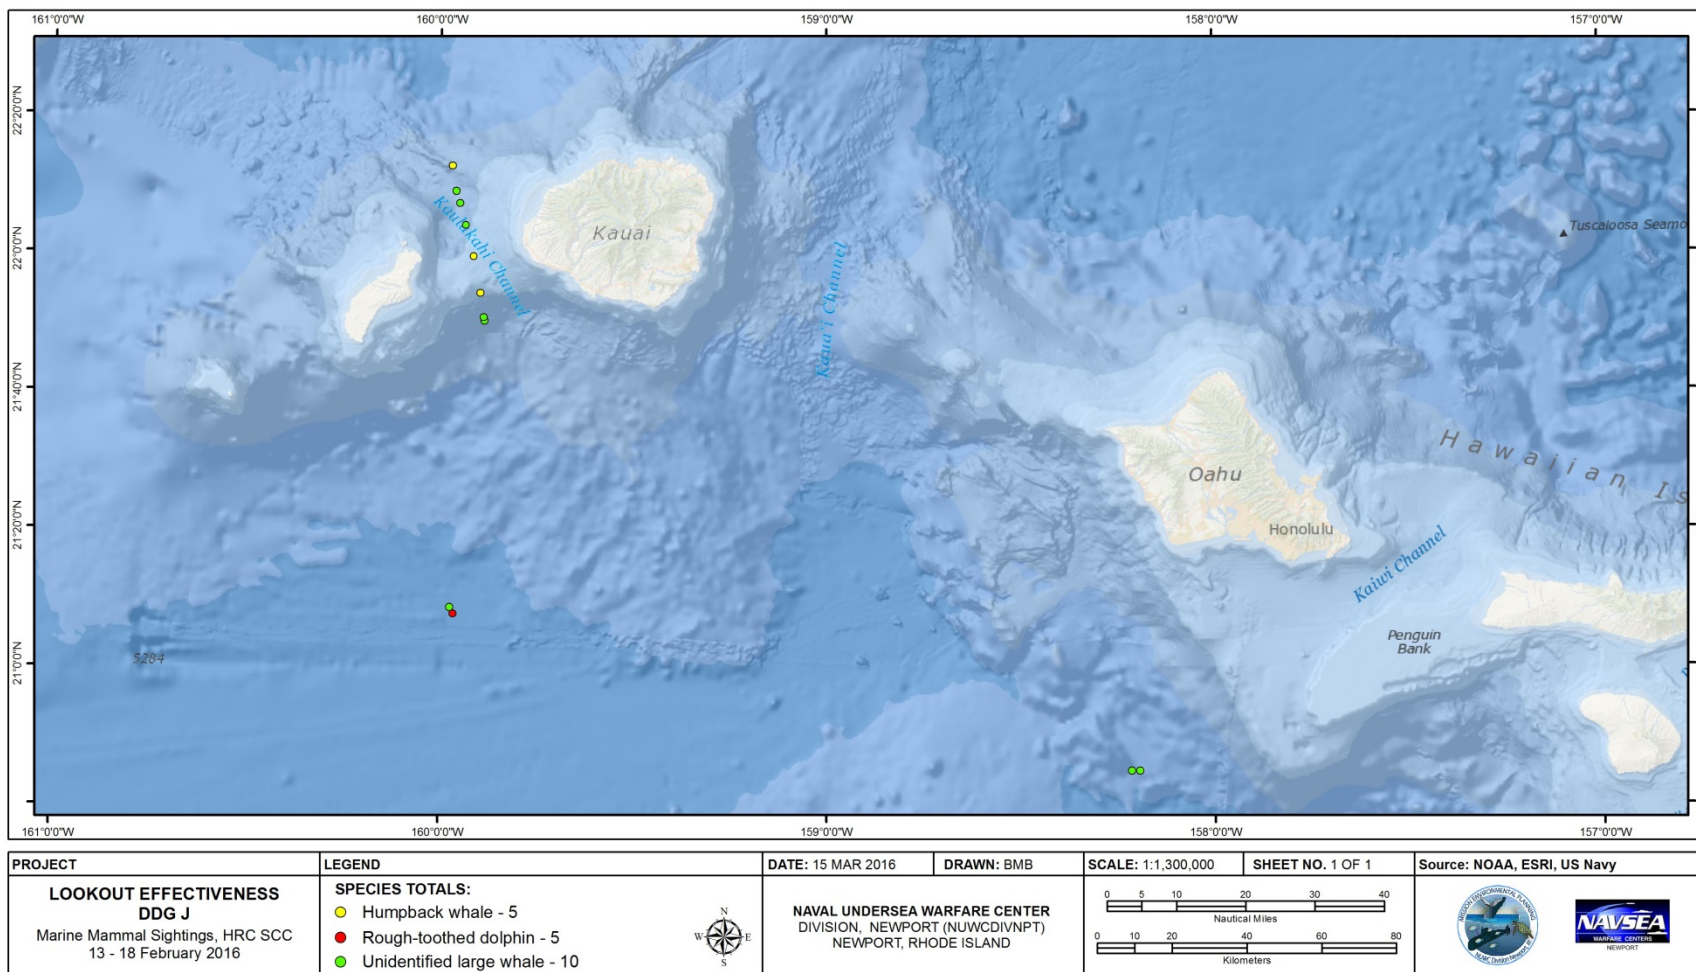 161°0'0"W
160°0'0"W
159°0'0"W
158°0'0"W
157°0'0"W
22°20'0"N
22°0'0"N
21°40'0"N
21°20'0"N
21°0'0"N
Kaulakahi Channel
Kauai
Kaua'i Channel
Tuscaloosa Seamo
Hawaiian Is
Oahu
Honolulu
Kaiwi Channel
Penguin
Bank
5284
161°0'0"W
160°0'0"W
159°0'0"W
158°0'0"W
157°0'0"W
PROJECT
LOOKOUT EFFECTIVENESS
DDG J
Marine Mammal Sightings, HRC SCC
13 - 18 February 2016
LEGEND
SPECIES TOTALS:
Humpback whale - 5
Rough-toothed dolphin - 5
Unidentified large whale - 10
N
W E
S
DATE: 15 MAR 2016
DRAWN: BMB
NAVAL UNDERSEA WARFARE CENTER
DIVISION, NEWPORT (NUWCDIVNPT)
NEWPORT, RHODE ISLAND
SCALE: 1:1,300,000
SHEET NO. 1 OF 1
0 5 10 20 30 40
Nautical Miles
0 10 20 40 60 80
Kilometers
Source: NOAA, ESRI, US Navy
MISSION ENVIRONMENTAL PLANNING
NUWC Division Newport, RI
NAVSEA
WARFARE CENTERS
NEWPORT